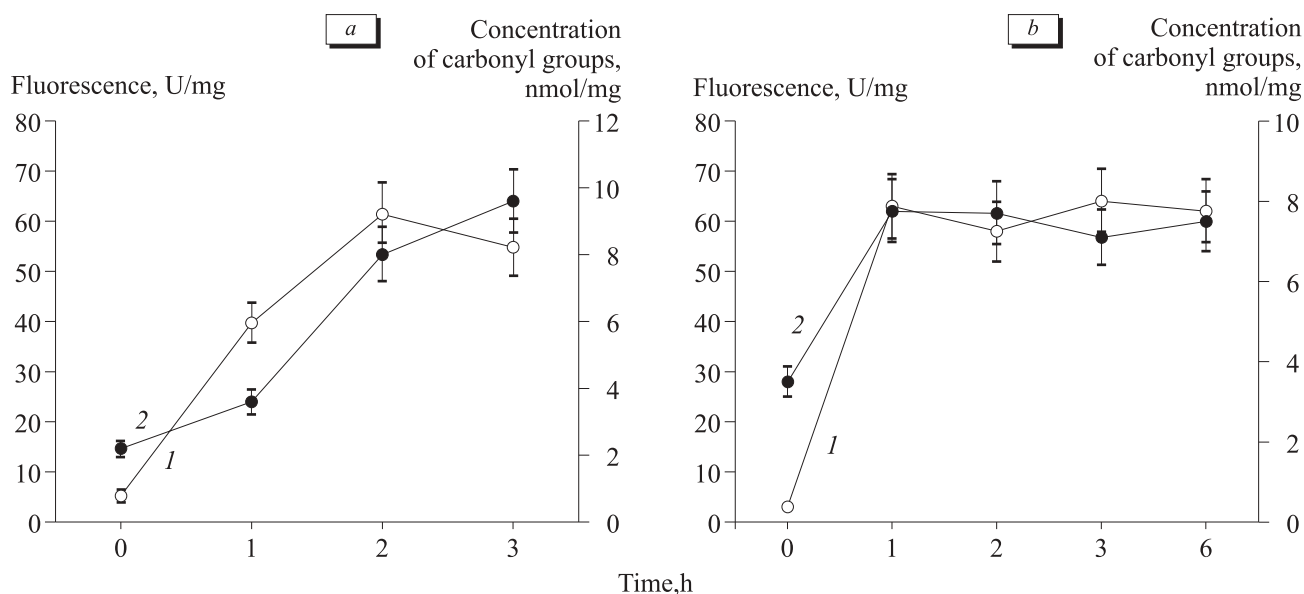 a
Concentration
of carbonyl groups,
nmol/mg
Fluorescence, U/mg
80
70
60
50
40
30
20
10
0
12
10
8
6
4
2
0
2
1
0 1 2 3
b
Concentration
of carbonyl groups,
nmol/mg
Fluorescence, U/mg
80
70
60
50
40
30
20
10
0
10
8
6
4
2
0
2
1
0 1 2 3 6
Time,h